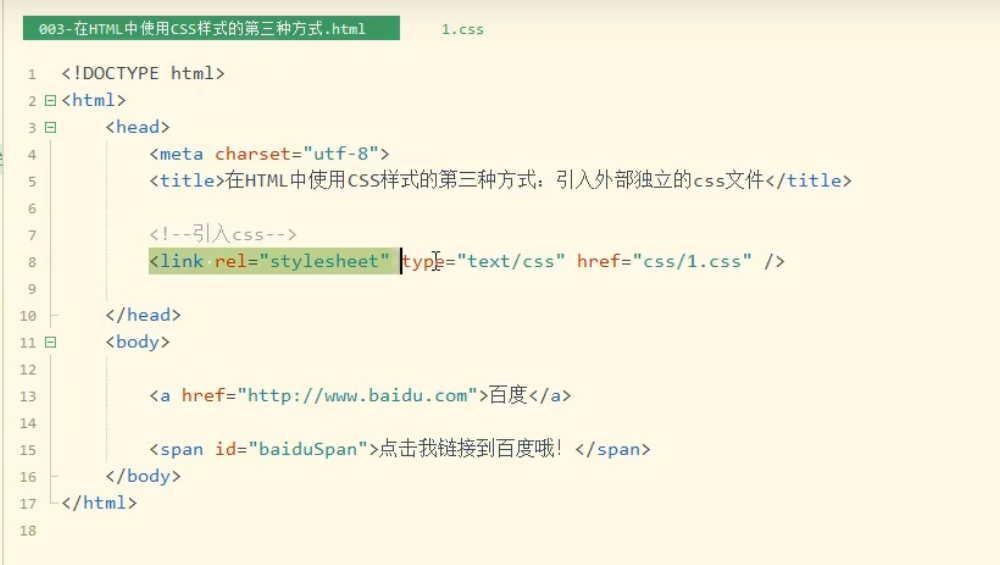 003-在HTML中使用CSS样式的第三种方式.html 1.css
1 <!DOCTYPE html>
2 <html>
3 <head>
4 <meta charset="utf-8">
5 <title>在HTML中使用CSS样式的第三种方式：引入外部独立的css文件</title>
6
7 <!--引入css-->
8 <link rel="stylesheet" type="text/css" href="css/1.css" />
9
10 </head>
11 <body>
12
13 <a href="http://www.baidu.com">百度</a>
14
15 <span id="baiduSpan">点击我链接到百度哦！</span>
16 </body>
17 </html>
18